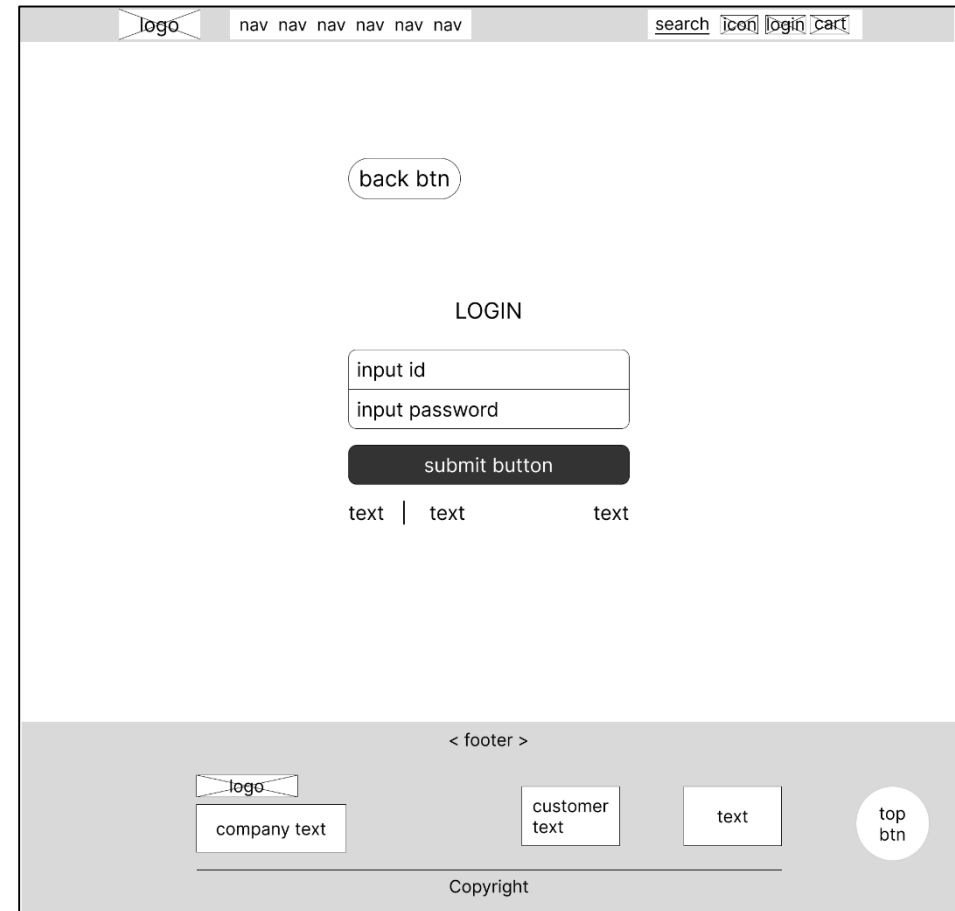 logo nav nav nav nav nav nav search icon login cart
back btn
LOGIN
input id
input password
submit button
text | text text
< footer >
logo
company text
customer
text
text
top
btn
Copyright